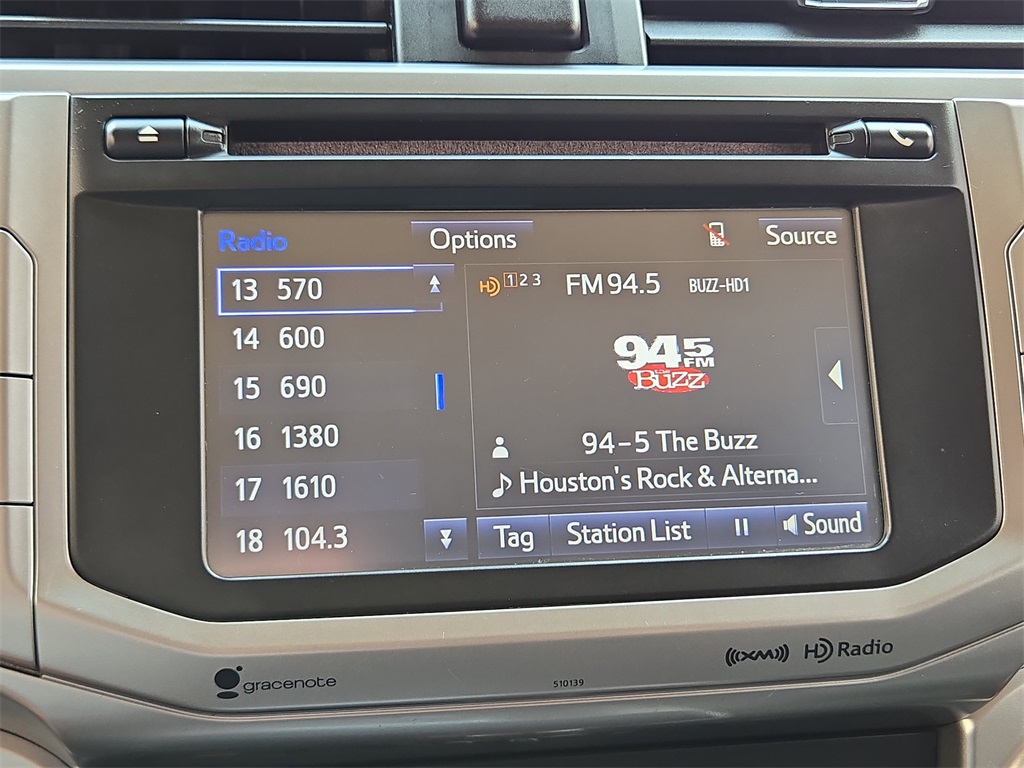 Radio
Options
Source
13 570
14 600
15 690
16 1380
17 1610
18 104.3
HD 1 2 3 FM 94.5 BUZZ-HD1
94.5 FM
the Buzz
94-5 The Buzz
Houston's Rock & Alterna...
Tag
Station List
Sound
gracenote
510139
((XM)) HD Radio